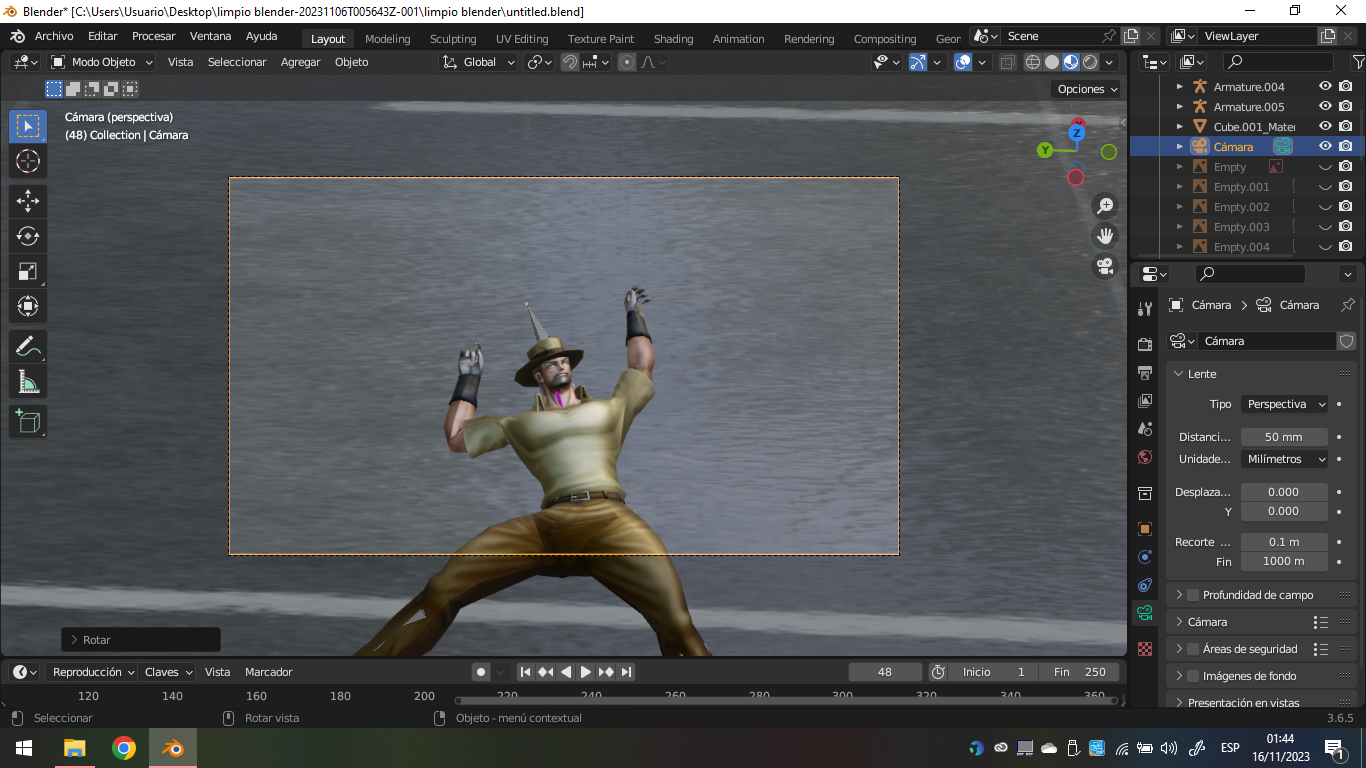 Blender* [C:\Users\Usuario\Desktop\limpio blender-20231106T005643Z-001\limpio blender\untitled.blend]
Archivo Editar Procesar Ventana Ayuda Layout Modeling Sculpting UV Editing Texture Paint Shading Animation Rendering Compositing Geor Scene ViewLayer
Modo Objeto Vista Seleccionar Agregar Objeto Global
Opciones
Cámara (perspectiva)
(48) Collection | Cámara
Z
Y
Armature.004
Armature.005
Cube.001_Mater
Cámara
Empty
Empty.001
Empty.002
Empty.003
Empty.004
Cámara Cámara
Cámara
Lente
Tipo Perspectiva
Distanci... 50 mm
Unidade... Milímetros
Desplaza... 0.000
Y 0.000
Recorte ... 0.1 m
Fin 1000 m
Profundidad de campo
Cámara
Áreas de seguridad
Imágenes de fondo
Presentación en vistas
Rotar
Reproducción Claves Vista Marcador 48 Inicio 1 Fin 250
120 140 160 180 200 220 240 260 280 300 320 340 360
Seleccionar Rotar vista Objeto - menú contextual 3.6.5
ESP
01:44
16/11/2023
1